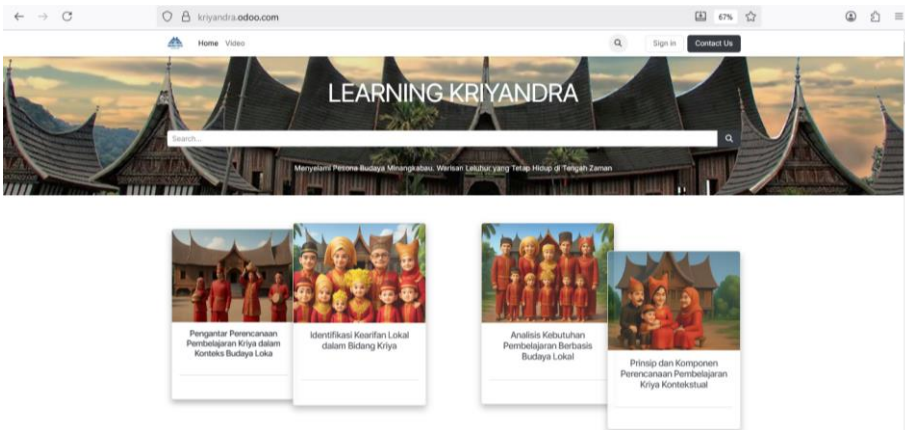 kriyandra.odoo.com
67%
Home Video
Sign in
Contact Us
LEARNING KRIYANDRA
Search...
Menyelami Pesona Budaya Minangkabau, Warisan Leluhur yang Tetap Hidup di Tengah Zaman
Pengantar Perencanaan
Pembelajaran Kriya dalam
Konteks Budaya Loka
Identifikasi Kearifan Lokal
dalam Bidang Kriya
Analisis Kebutuhan
Pembelajaran Berbasis
Budaya Lokal
Prinsip dan Komponen
Perencanaan Pembelajaran
Kriya Kontekstual